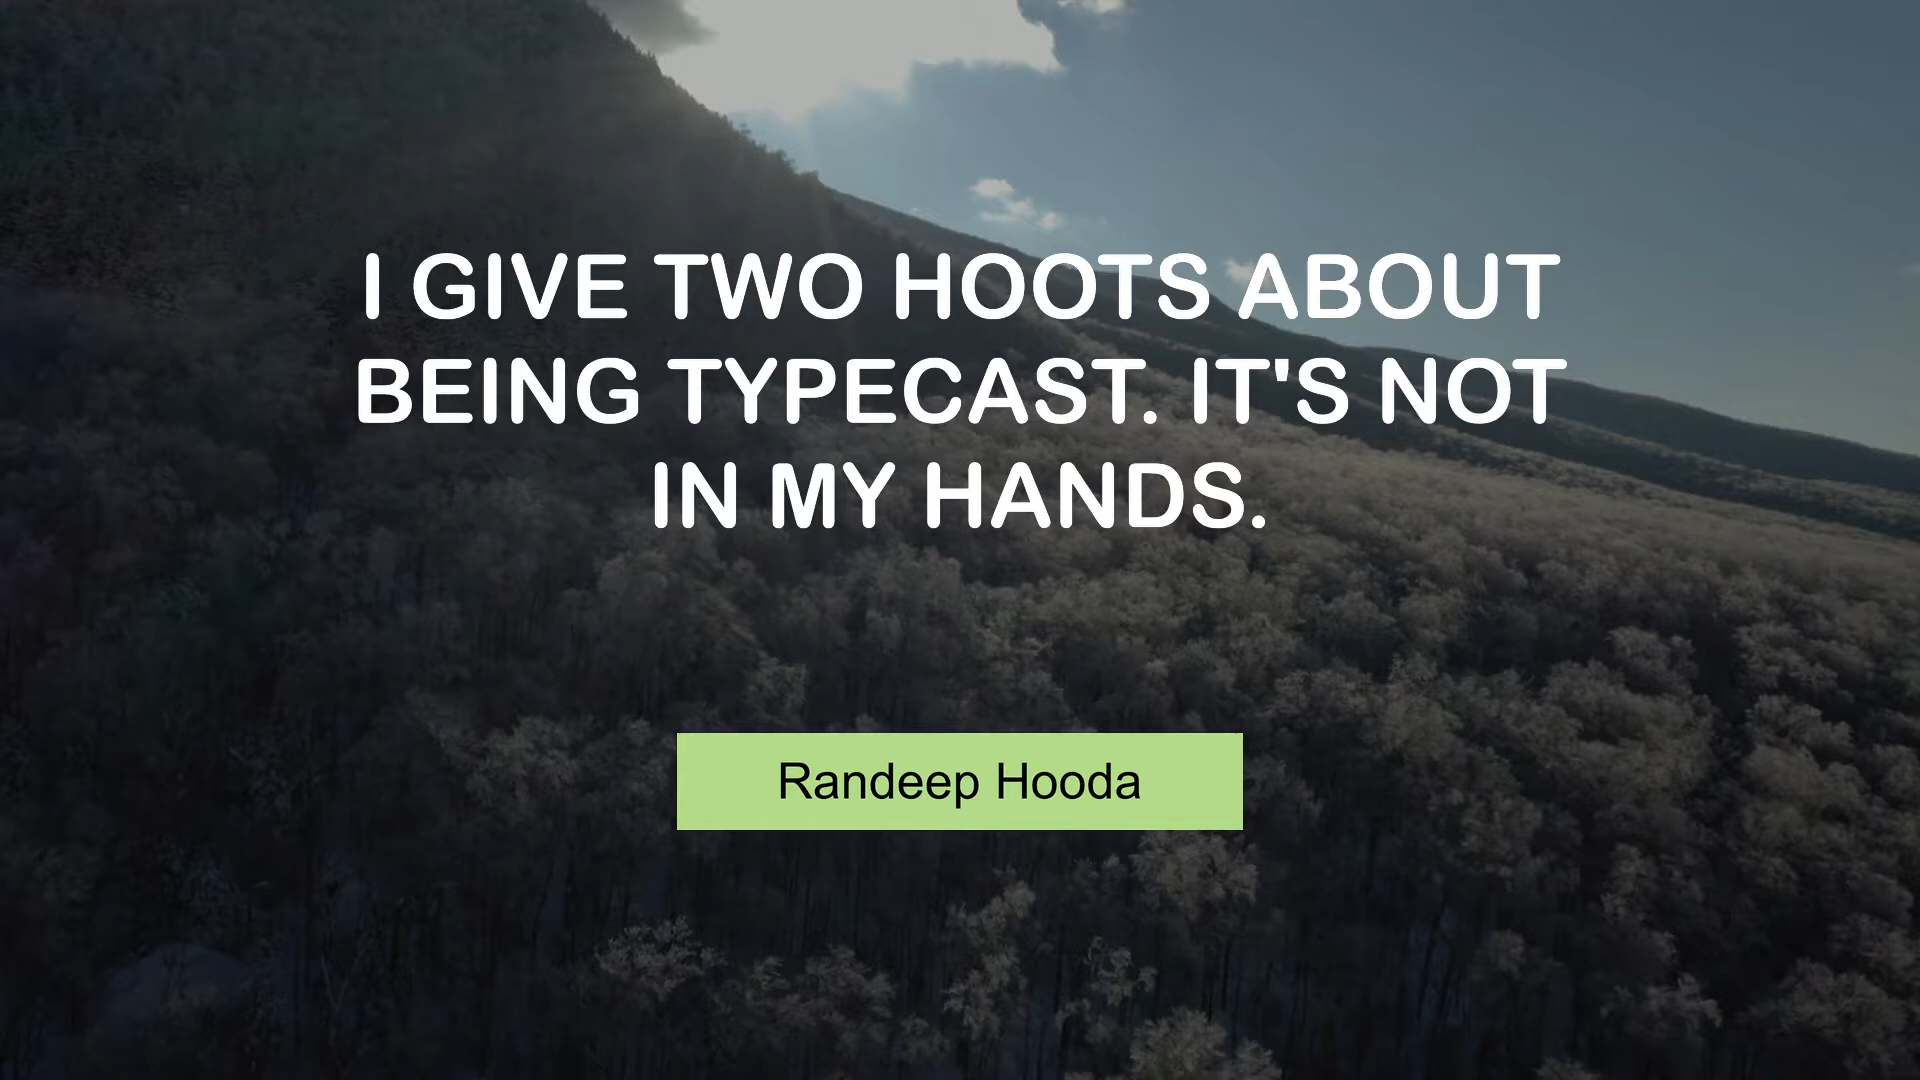 I GIVE TWO HOOTS ABOUT
BEING TYPECAST. IT'S NOT
IN MY HANDS.
Randeep Hooda